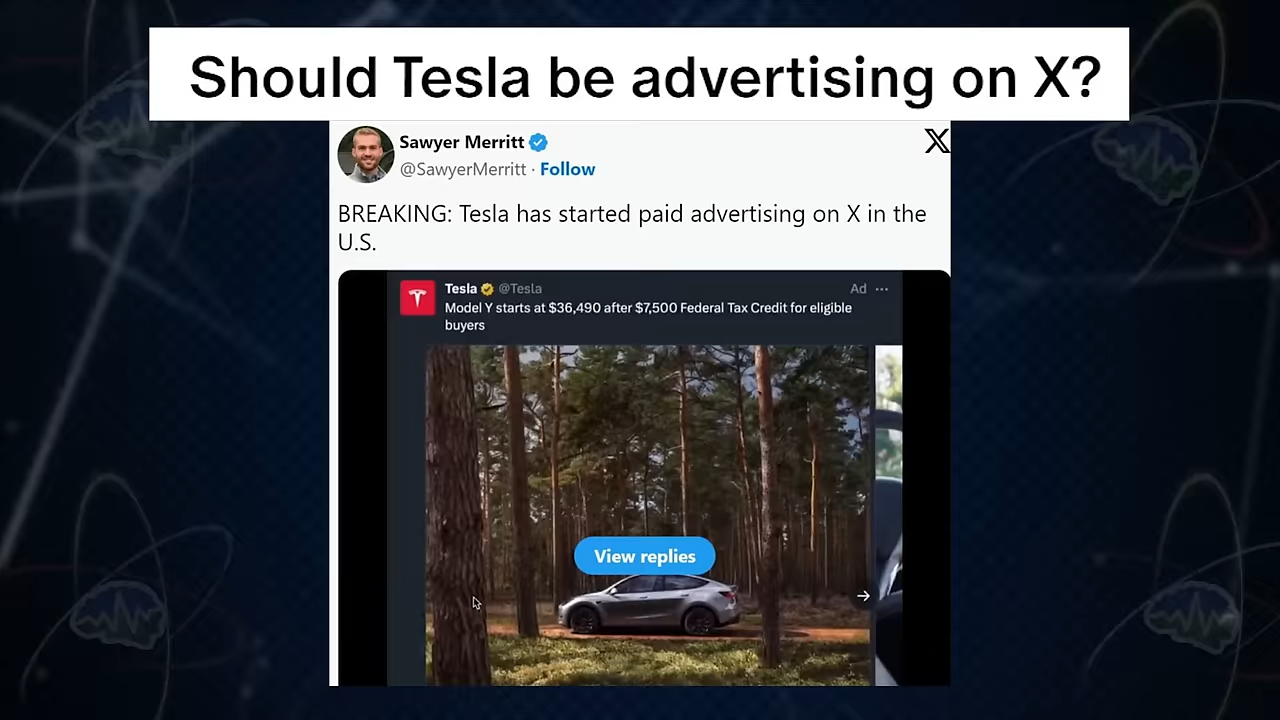 Should Tesla be advertising on X?
Sawyer Merritt
@SawyerMerritt · Follow
BREAKING: Tesla has started paid advertising on X in the
U.S.
Tesla @Tesla Ad
Model Y starts at $36,490 after $7,500 Federal Tax Credit for eligible
buyers
View replies